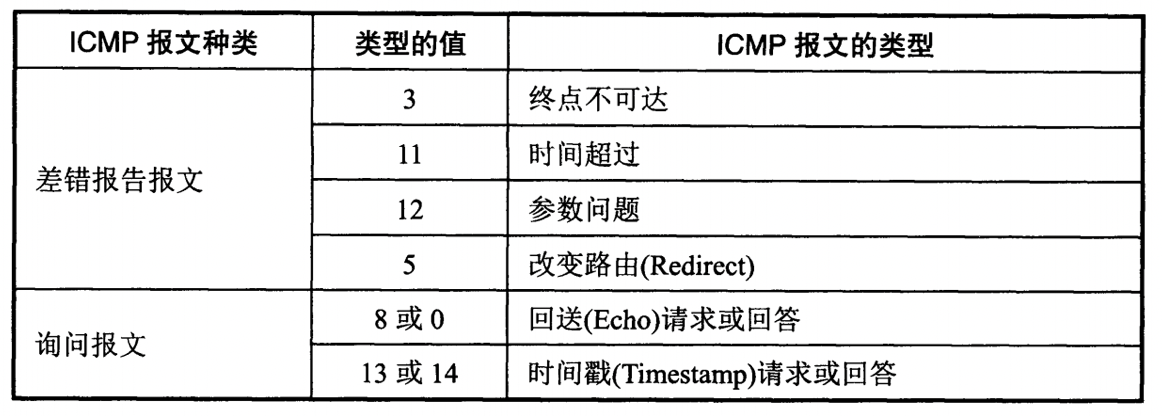 ICMP 报文种类 类型的值 ICMP 报文的类型
差错报告报文 3 终点不可达
11 时间超过
12 参数问题
5 改变路由(Redirect)
询问报文 8 或 0 回送(Echo)请求或回答
13 或 14 时间戳(Timestamp)请求或回答